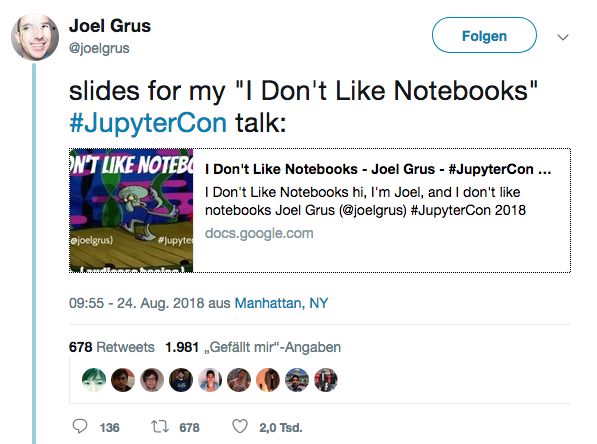 Joel Grus
@joelgrus
Folgen
slides for my "I Don't Like Notebooks"
#JupyterCon talk:
N'T LIKE NOTEB
@joelgrus)
#Jupyte
I Don't Like Notebooks - Joel Grus - #JupyterCon ...
I Don't Like Notebooks hi, I'm Joel, and I don't like
notebooks Joel Grus (@joelgrus) #JupyterCon 2018
docs.google.com
09:55 - 24. Aug. 2018 aus Manhattan, NY
678 Retweets 1.981 „Gefällt mir“-Angaben
136 678 2,0 Tsd.